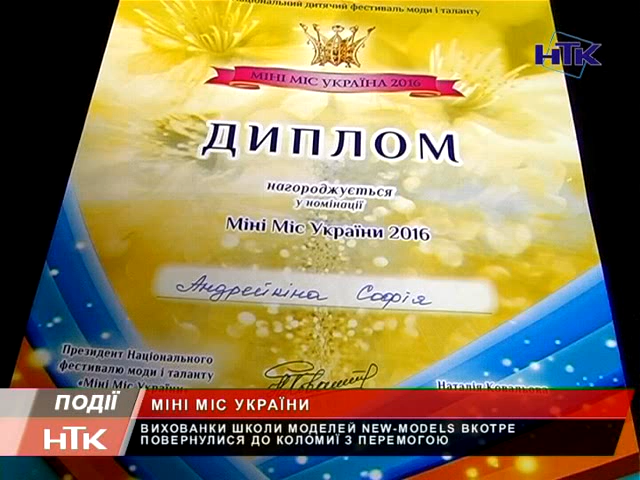 Національний дитячий фестиваль моди і таланту
НТК
МІНІ МІС УКРАЇНА 2016
ДИПЛОМ
нагороджується
у номінації
Міні Міс України 2016
Андрейкіна Софія
Президент Національного
фестивалю моди і таланту
«Міні Міс України
Наталія Ковальова
ПОДІЇ
МІНІ МІС УКРАЇНИ
НТК
ВИХОВАНКИ ШКОЛИ МОДЕЛЕЙ NEW-MODELS ВКОТРЕ
ПОВЕРНУЛИСЯ ДО КОЛОМИЇ З ПЕРЕМОГОЮ